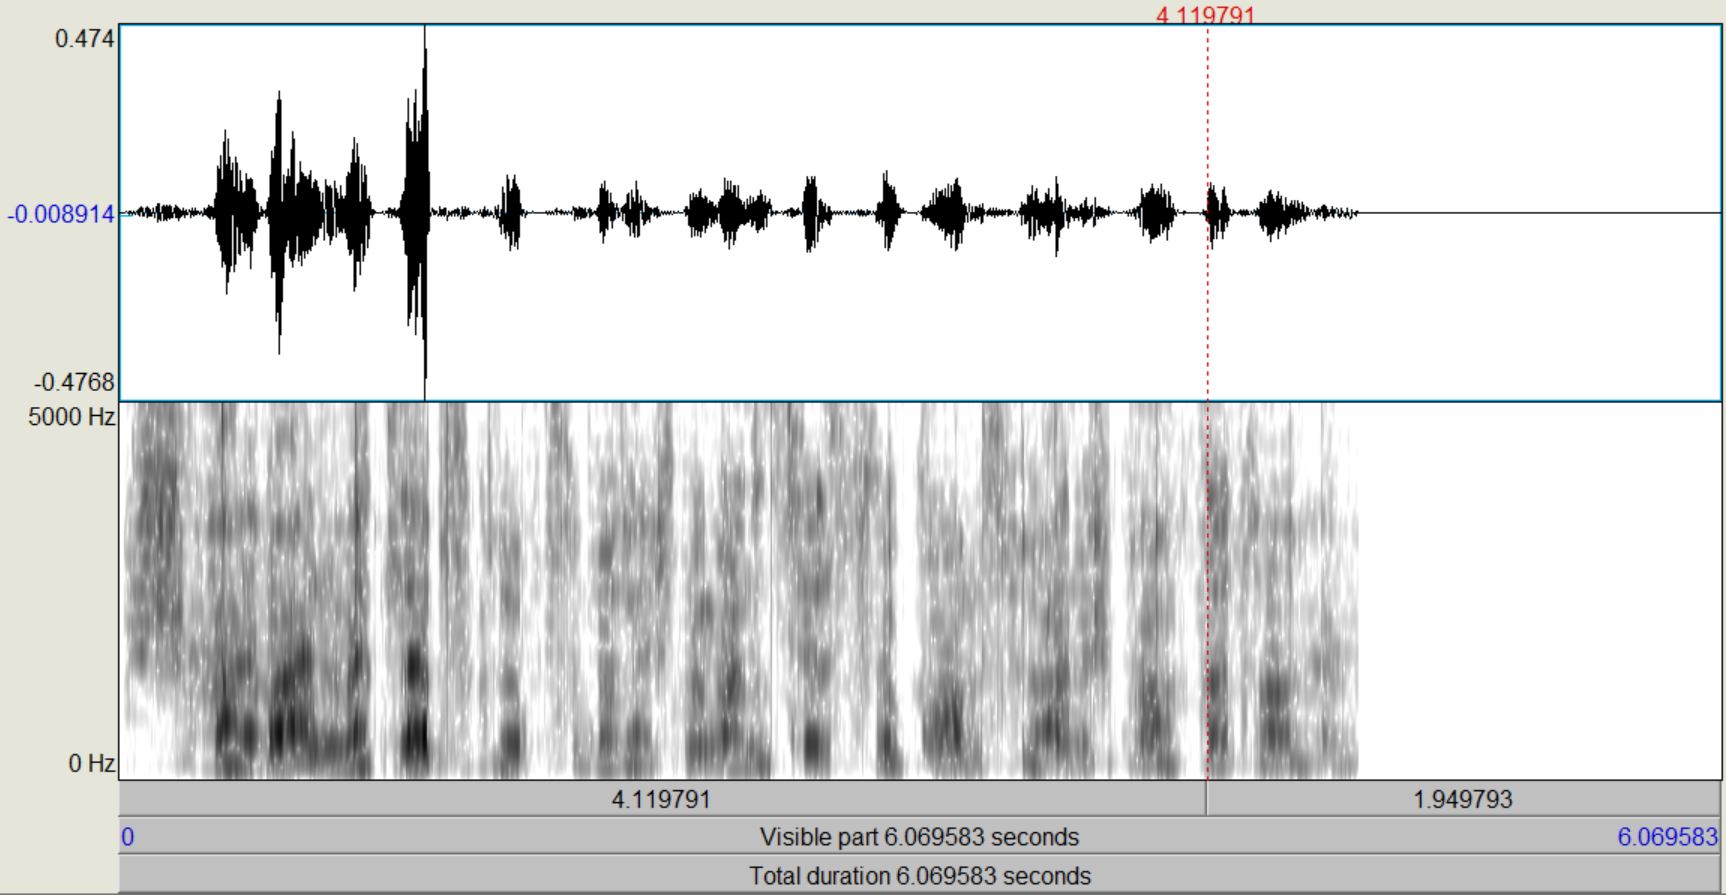 4.119791
0.474
-0.008914
-0.4768
5000 Hz
0 Hz
4.119791 1.949793
0 Visible part 6.069583 seconds 6.069583
Total duration 6.069583 seconds